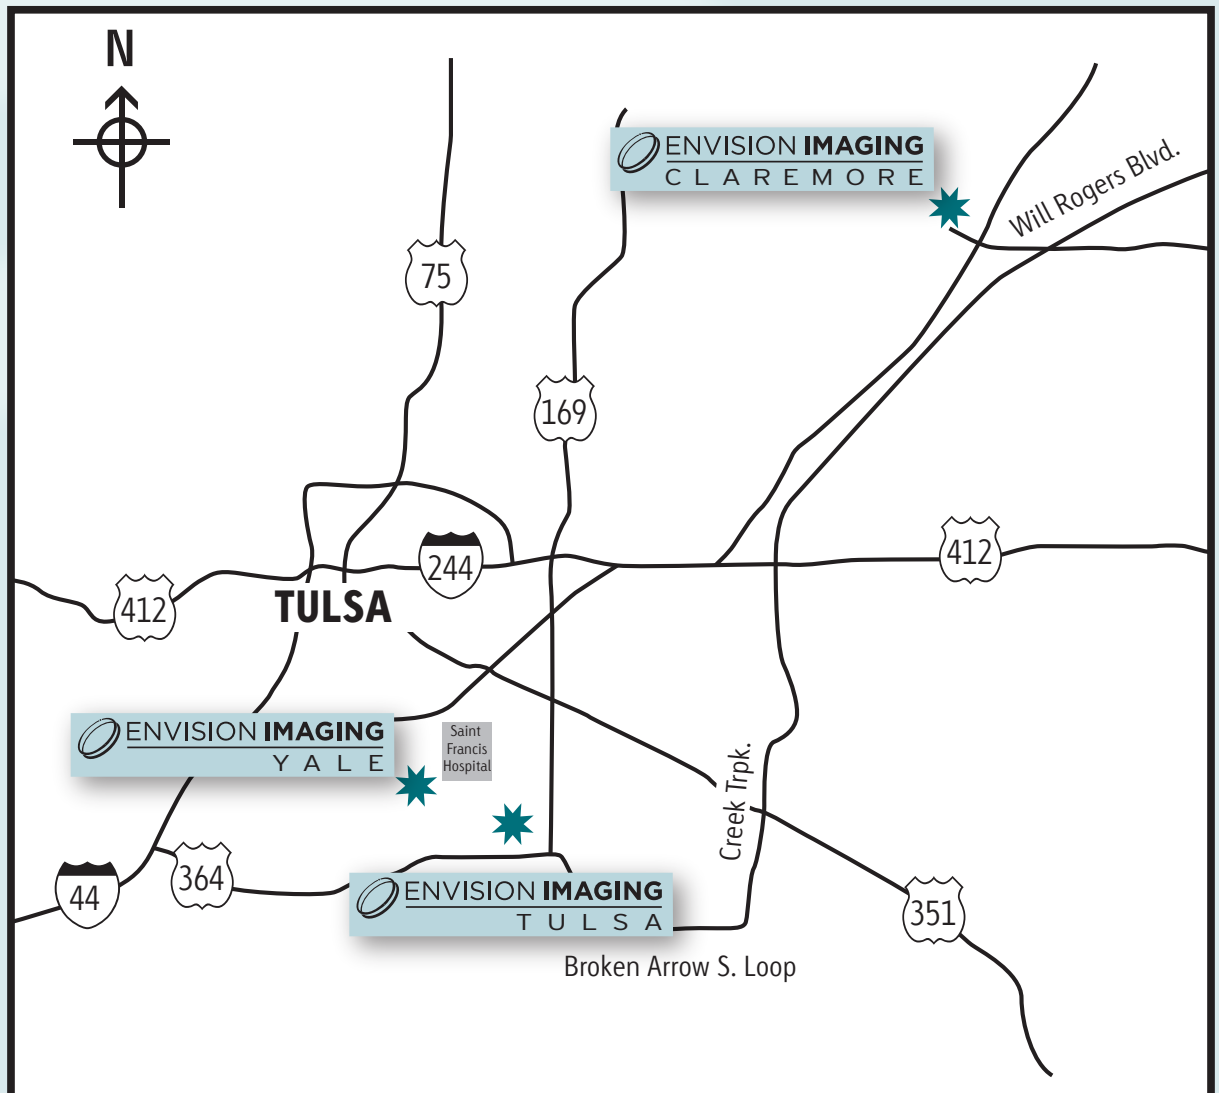 N
ENVISION IMAGING
CLAREMORE
Will Rogers Blvd.
75
169
244
412
412
TULSA
ENVISION IMAGING
YALE
Saint
Francis
Hospital
Creek Trpk.
364
44
ENVISION IMAGING
TULSA
351
Broken Arrow S. Loop